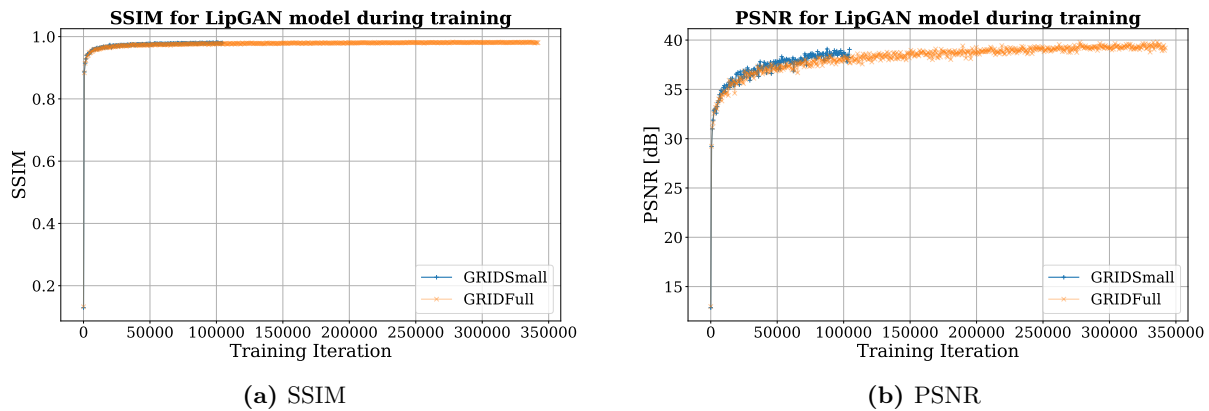 SSIM for LipGAN model during training
1.0
0.8
0.6
0.4
0.2
SSIM
0 50000 100000 150000 200000 250000 300000 350000
Training Iteration
GRIDSmall
GRIDFull
(a) SSIM
PSNR for LipGAN model during training
40
35
30
25
20
15
PSNR [dB]
0 50000 100000 150000 200000 250000 300000 350000
Training Iteration
GRIDSmall
GRIDFull
(b) PSNR